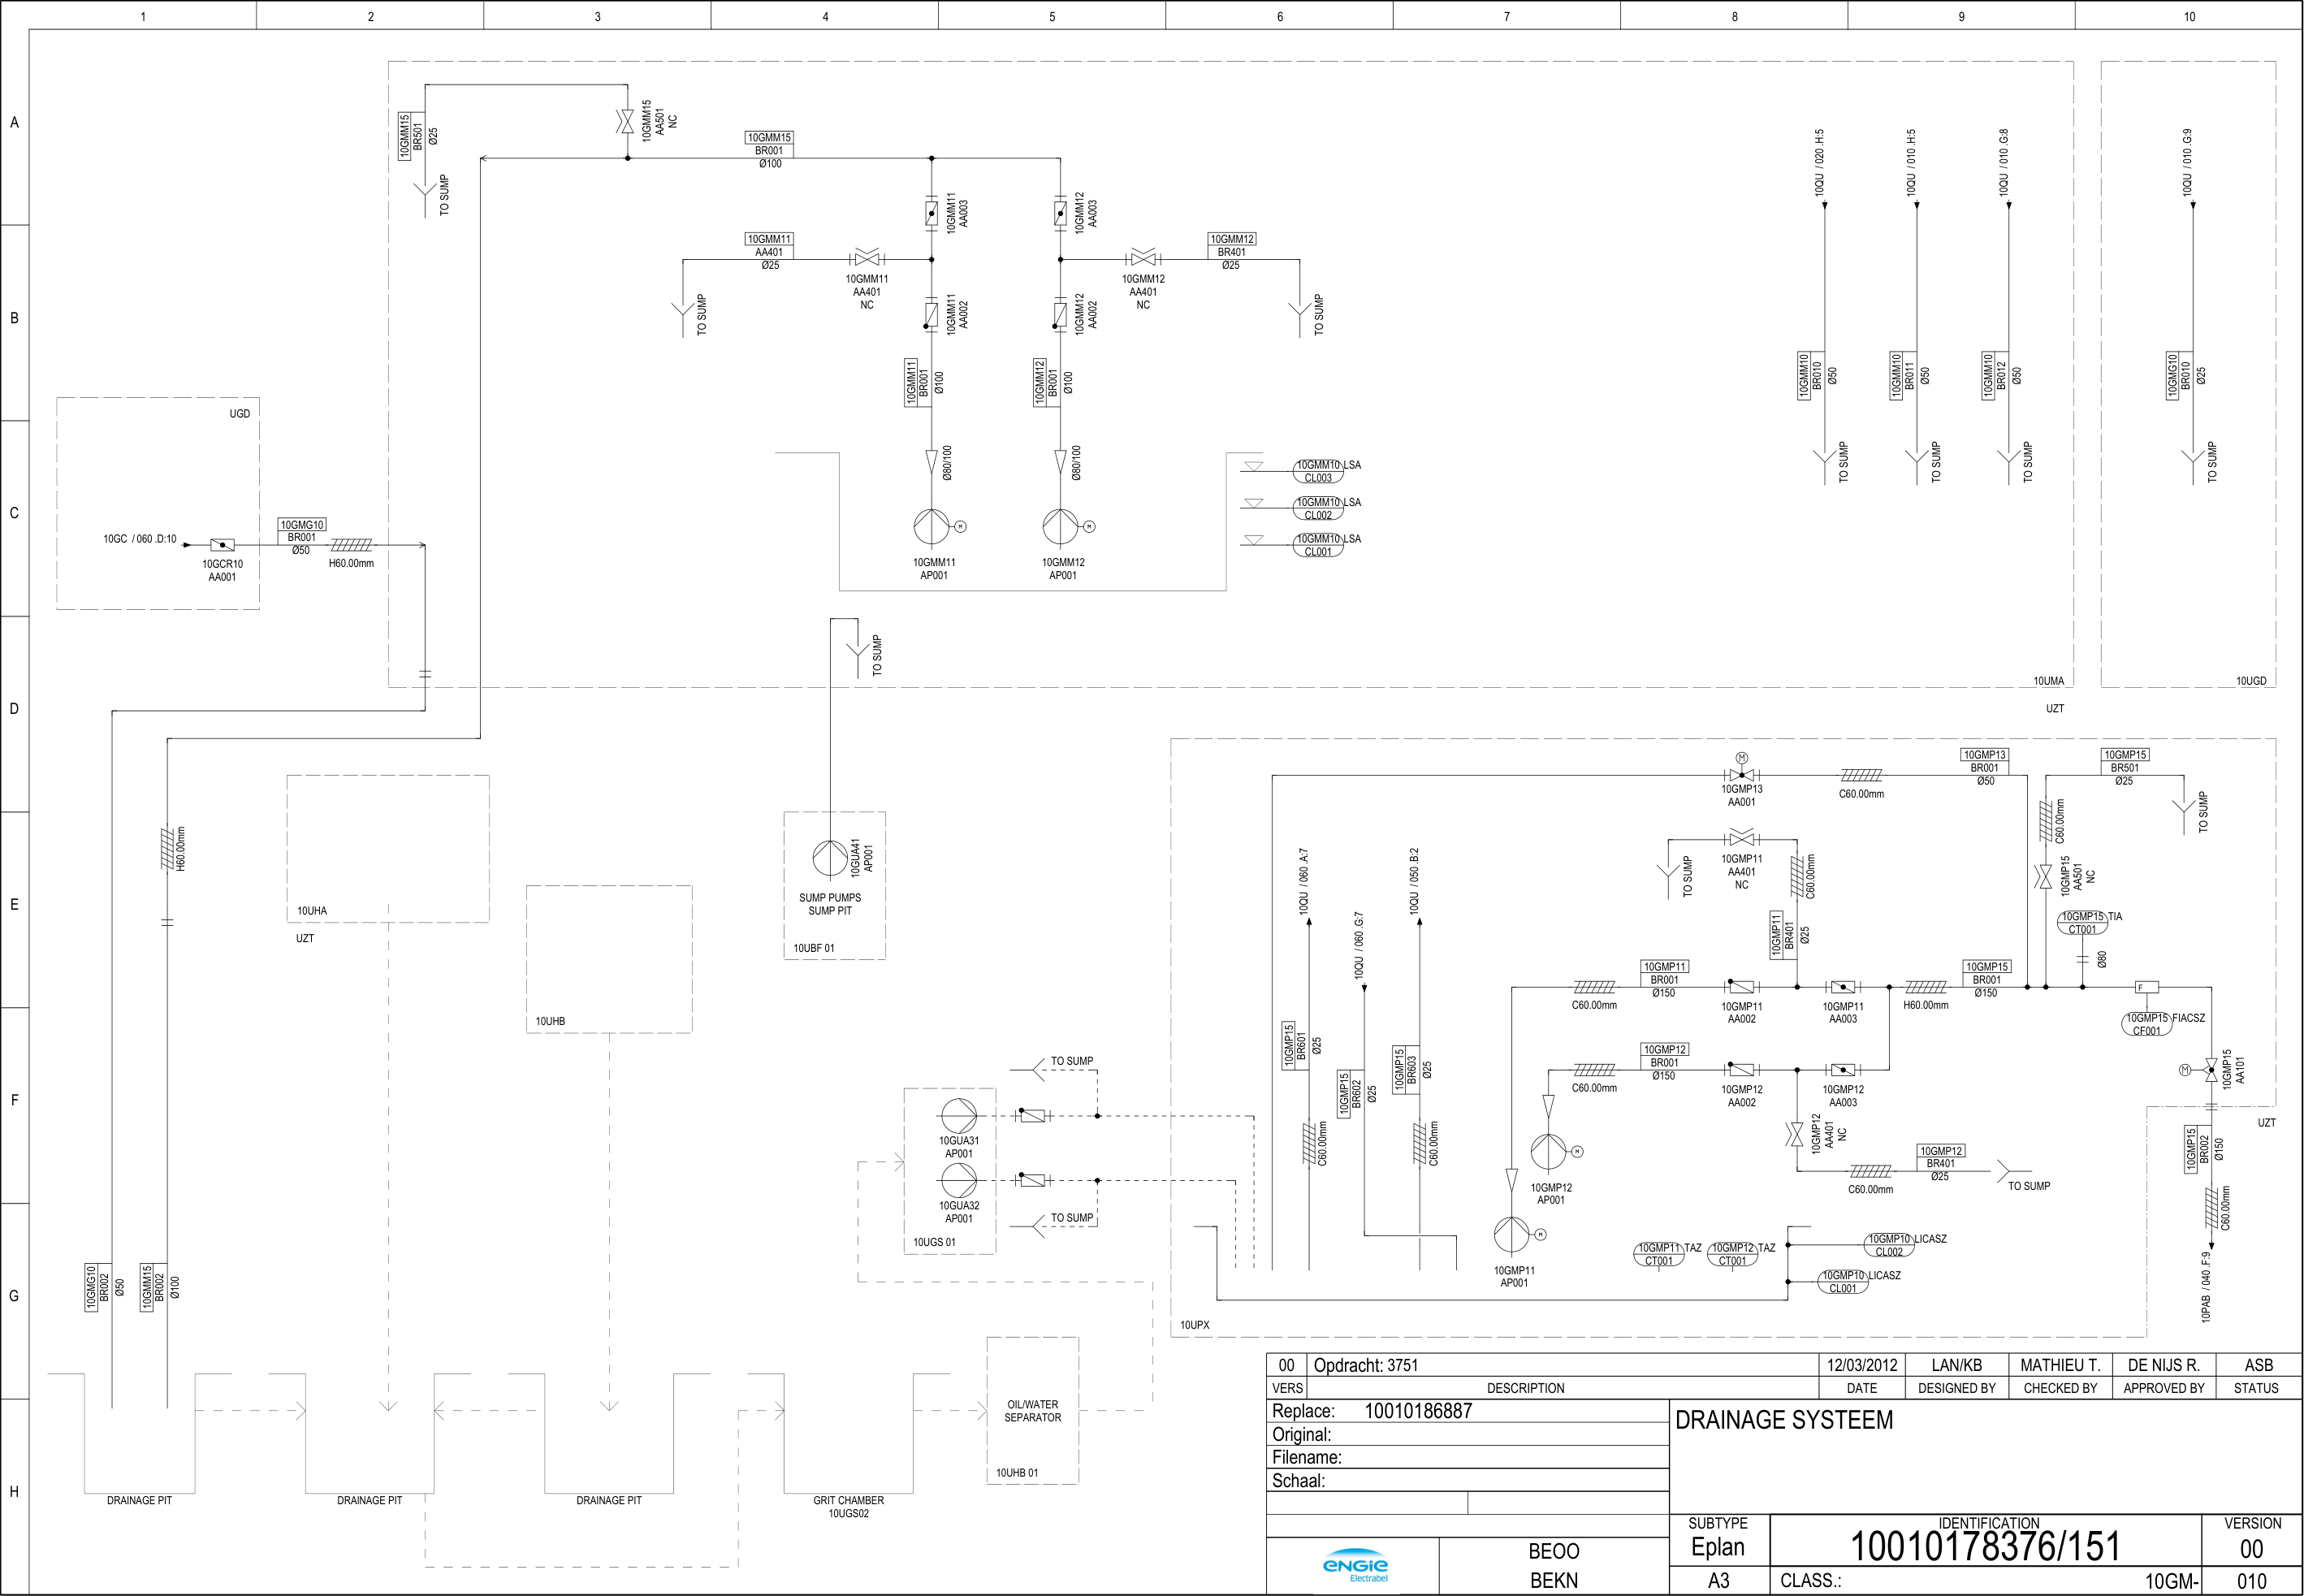 1
2
3
4
5
6
7
8
9
10
A
B
C
D
E
F
G
H
10GMM15
BR501
Ø25
TO SUMP
10GMM15
AA501
NC
10GMM15
BR001
Ø100
10GMM11
AA003
10GMM12
AA003
10GMM11
AA401
Ø25
TO SUMP
10GMM11
AA401
NC
10GMM12
AA401
NC
10GMM12
BR401
Ø25
TO SUMP
10GMM11
AA002
10GMM12
AA002
10GMM11
BR001
Ø100
10GMM12
BR001
Ø100
Ø80/100
Ø80/100
M
M
10GMM11
AP001
10GMM12
AP001
10GMM10 LSA
CL003
10GMM10 LSA
CL002
10GMM10 LSA
CL001
10QU / 020 .H:5
10QU / 010 .H:5
10QU / 010 .G:8
10QU / 010 .G:9
10GMM10
BR010
Ø50
10GMM10
BR011
Ø50
10GMM10
BR012
Ø50
10GMG10
BR010
Ø25
TO SUMP
TO SUMP
TO SUMP
TO SUMP
10UMA
10UGD
UZT
UGD
10GC / 060 .D:10
10GCR10
AA001
10GMG10
BR001
Ø50
H60.00mm
TO SUMP
H60.00mm
10UHA
UZT
10UHB
10GUA41
AP001
SUMP PUMPS
SUMP PIT
10UBF 01
TO SUMP
10GUA31
AP001
10GUA32
AP001
TO SUMP
10UGS 01
10GMG10
BR002
Ø50
10GMM15
BR002
Ø100
DRAINAGE PIT
DRAINAGE PIT
DRAINAGE PIT
GRIT CHAMBER
10UGS02
OIL/WATER
SEPARATOR
10UHB 01
M
10GMP13
AA001
C60.00mm
10GMP13
BR001
Ø50
10GMP15
BR501
Ø25
TO SUMP
C60.00mm
TO SUMP
10GMP11
AA401
NC
C60.00mm
10GMP15
AA501
NC
10GMP15 TIA
CT001
Ø80
10QU / 060 .A:7
10QU / 060 .G:7
10QU / 050 .B:2
10GMP11
BR401
Ø25
C60.00mm
10GMP11
BR001
Ø150
10GMP11
AA002
10GMP11
AA003
H60.00mm
10GMP15
BR001
Ø150
F
10GMP15 FIACSZ
CF001
10GMP15
BR601
Ø25
10GMP15
BR602
Ø25
10GMP15
BR603
Ø25
C60.00mm
C60.00mm
C60.00mm
10GMP12
BR001
Ø150
10GMP12
AA002
10GMP12
AA003
M
10GMP15
AA101
UZT
10GMP12
AA401
NC
10GMP15
BR002
Ø150
M
10GMP12
AP001
C60.00mm
10GMP12
BR401
Ø25
TO SUMP
C60.00mm
M
10GMP11
AP001
10GMP11 TAZ
CT001
10GMP12 TAZ
CT001
10GMP10 LICASZ
CL002
10GMP10 LICASZ
CL001
10PAB / 040 .F:9
10UPX
00 Opdracht: 3751 12/03/2012 LAN/KB MATHIEU T. DE NIJS R. ASB
VERS DESCRIPTION DATE DESIGNED BY CHECKED BY APPROVED BY STATUS
Replace: 10010186887
Original:
Filename:
Schaal:
DRAINAGE SYSTEEM
SUBTYPE
Eplan
IDENTIFICATION
10010178376/151
VERSION
00
ENGIE
Electrabel
BEOO
BEKN
A3
CLASS.:
10GM-
010